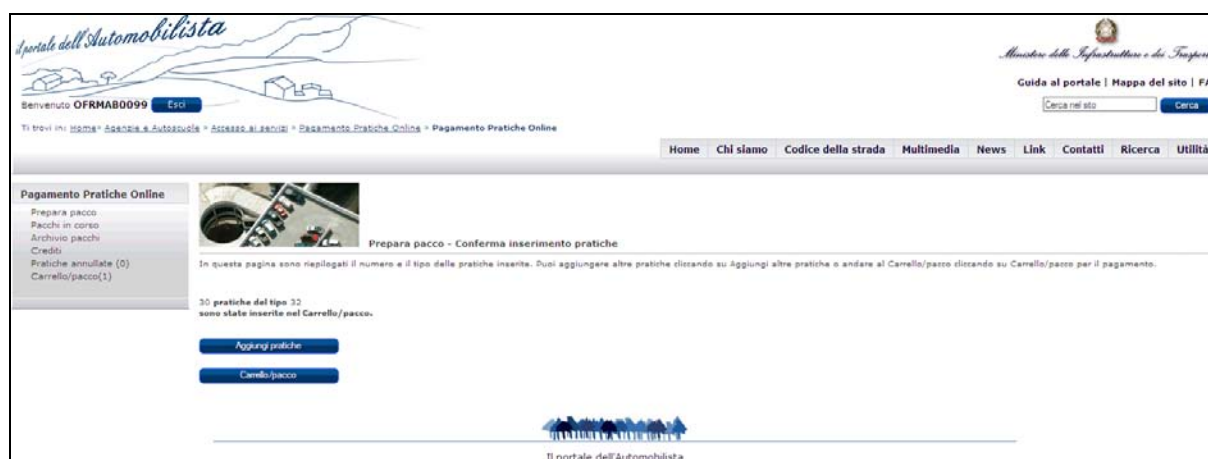 il portale dell'Automobilista
Ministero delle Infrastrutture e dei Trasporti
Guida al portale | Mappa del sito | FA
Benvenuto OFRMAB0099 Esci
Cerca nel sito Cerca
Ti trovi in: Home» Agenzie e Autoscuole » Accesso ai servizi » Pagamento Pratiche Online » Pagamento Pratiche Online
Home Chi siamo Codice della strada Multimedia News Link Contatti Ricerca Utilità
Pagamento Pratiche Online
Prepara pacco
Pacchi in corso
Archivio pacchi
Crediti
Pratiche annullate (0)
Carrello/pacco(1)
Prepara pacco - Conferma inserimento pratiche
In questa pagina sono riepilogati il numero e il tipo delle pratiche inserite. Puoi aggiungere altre pratiche cliccando su Aggiungi altre pratiche o andare al Carrello/pacco cliccando su Carrello/pacco per il pagamento.
30 pratiche del tipo 32
sono state inserite nel Carrello/pacco.
Aggiungi pratiche
Carrello/pacco
Il portale dell'Automobilista